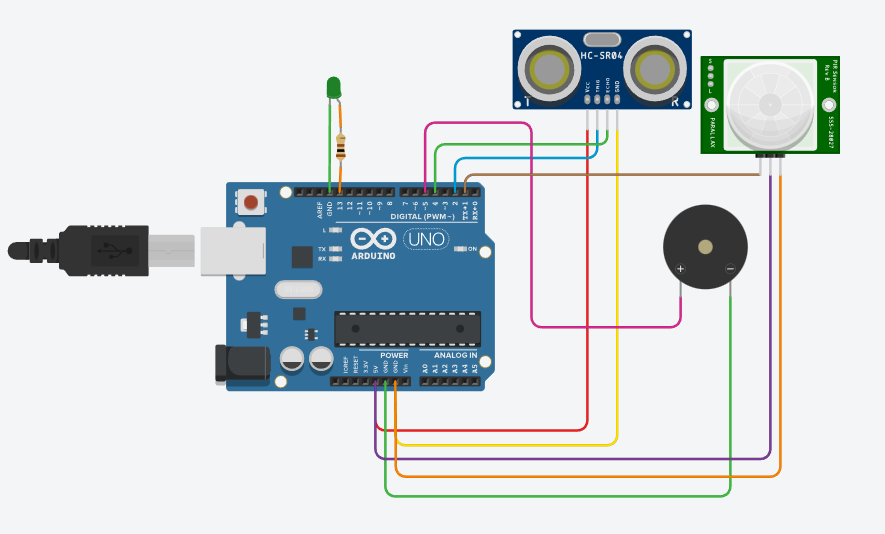 HC-SR04
T
R
VCC
TRIG
ECHO
GND
PIR Sensor
Rev B
555-28027
PARALLAX
S
L
AREF
GND
13
12
~11
~10
~9
8
7
~6
~5
4
~3
2
TX→1
RX←0
DIGITAL (PWM~)
L
TX
RX
ARDUINO
UNO
ON
POWER
ANALOG IN
IOREF
RESET
3.3V
5V
GND
GND
Vin
A0
A1
A2
A3
A4
A5
+
−